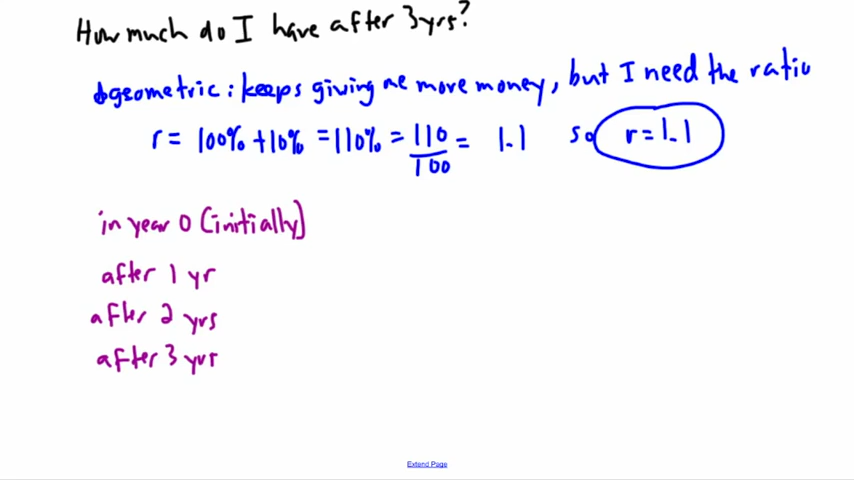 How much do I have after 3yrs?
geometric: keeps giving me more money, but I need the ratio
r = 100% + 10% = 110% = 110/100 = 1.1 so r = 1.1
in year 0 (initially)
after 1 yr
after 2 yrs
after 3 yrs
Extend Page